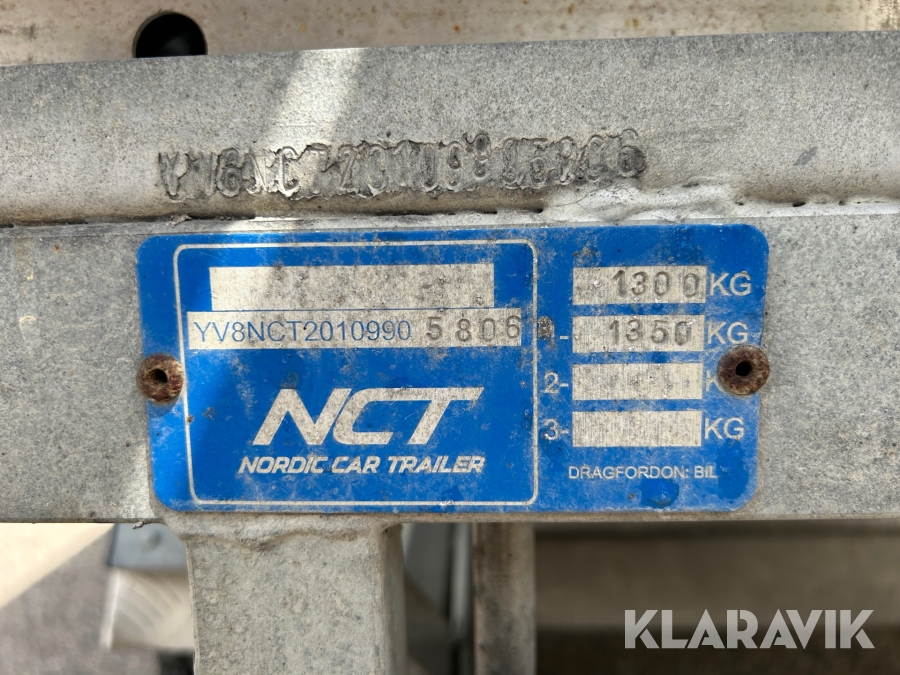 1300 KG
YV8NCT2010990 5806
1- 1350 KG
2-
3- KG
NCT
NORDIC CAR TRAILER
DRAGFORDON: BIL
KLARAVIK